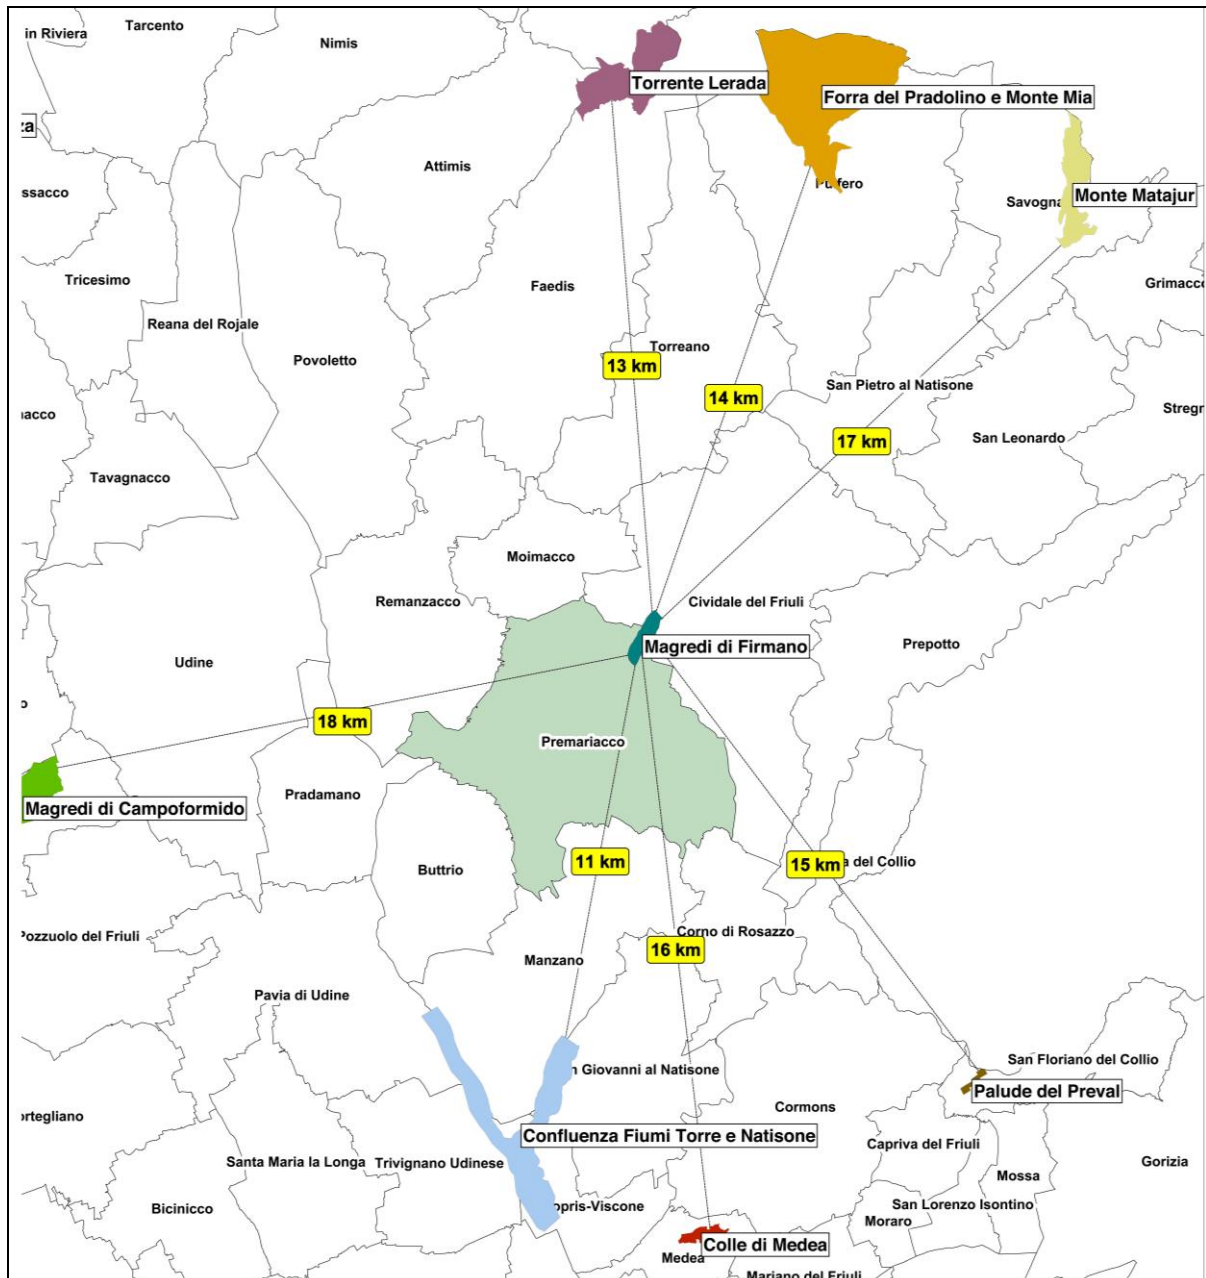 Tarcento
in Riviera
Nimis
Torrente Lerada
Forra del Pradolino e Monte Mia
za
Attimis
Pulfero
ssacco
Savogna
Monte Matajur
Tricesimo
Faedis
Grimacco
Reana del Rojale
Torreano
Povoletto
13 km
San Pietro al Natisone
14 km
Stregn
nacco
17 km
San Leonardo
Tavagnacco
Moimacco
Remanzacco
Cividale del Friuli
Magredi di Firmano
Prepotto
Udine
o
18 km
Premariacco
Pradamano
Magredi di Campoformido
11 km
15 km
a del Collio
Buttrio
Corno di Rosazzo
Pozzuolo del Friuli
16 km
Manzano
Pavia di Udine
San Floriano del Collio
n Giovanni al Natisone
Palude del Preval
Cormons
ortegliano
Confluenza Fiumi Torre e Natisone
Capriva del Friuli
Santa Maria la Longa
Trivignano Udinese
Gorizia
Mossa
San Lorenzo Isontino
Bicinicco
opris-Viscone
Moraro
Colle di Medea
Medea
Mariano del Friuli